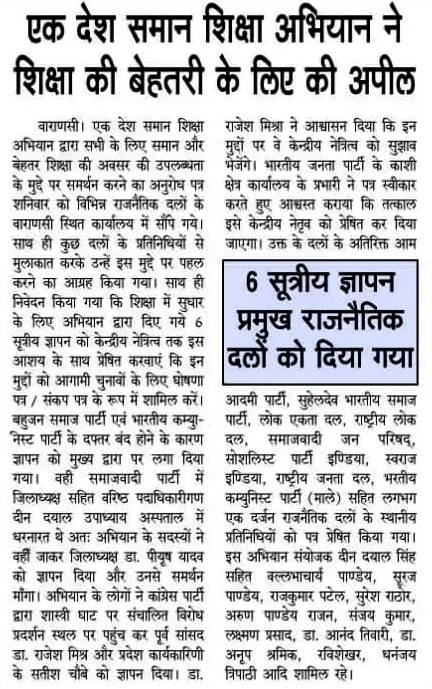 एक देश समान शिक्षा अभियान ने
शिक्षा की बेहतरी के लिए की अपील
वाराणसी। एक देश समान शिक्षा
अभियान द्वारा सभी के लिए समान और
बेहतर शिक्षा की अवसर की उपलब्धता
के मुद्दे पर समर्थन करने का अनुरोध पत्र
शनिवार को विभिन्न राजनैतिक दलों के
वाराणसी स्थित कार्यालय में सौंपे गये।
साथ ही कुछ दलों के प्रतिनिधियों से
मुलाकात करके उन्हें इस मुद्दे पर पहल
करने का आग्रह किया गया। साथ ही
निवेदन किया गया कि शिक्षा में सुधार
के लिए अभियान द्वारा दिए गये 6
सूत्रीय ज्ञापन को केन्द्रीय नेत्रित्व तक इस
आशय के साथ प्रेषित करवाएं कि इन
मुद्दों को आगामी चुनावों के लिए घोषणा
पत्र / संकप पत्र के रूप में शामिल करें।
बहुजन समाज पार्टी एवं भारतीय कम्यु-
निस्ट पार्टी के दफ्तर बंद होने के कारण
ज्ञापन को मुख्य द्वार पर लगा दिया
गया। वही समाजवादी पार्टी में
जिलाध्यक्ष सहित वरिष्ठ पदाधिकारीगण
दीन दयाल उपाध्याय अस्पताल में
धरनारत थे अतः अभियान के सदस्यों ने
वहीं जाकर जिलाध्यक्ष डा. पीयूष यादव
को ज्ञापन दिया और उनसे समर्थन
माँगा। अभियान के लोगों ने कांग्रेस पार्टी
द्वारा शास्त्री घाट पर संचालित विरोध
प्रदर्शन स्थल पर पहुंच कर पूर्व सांसद
डा. राजेश मिश्र और प्रदेश कार्यकारिणी
के सतीश चौबे को ज्ञापन दिया। डा.
राजेश मिश्रा ने आश्वासन दिया कि इन
मुद्दों पर वे केन्द्रीय नेत्रित्व को सुझाव
भेजेंगे। भारतीय जनता पार्टी के काशी
क्षेत्र कार्यालय के प्रभारी ने पत्र स्वीकार
करते हुए आश्वस्त कराया कि तत्काल
इसे केन्द्रीय नेतृव को प्रेषित कर दिया
जाएगा। उक्त के दलों के अतिरिक्त आम
6 सूत्रीय ज्ञापन
प्रमुख राजनैतिक
दलों को दिया गया
आदमी पार्टी, सुहेलदेव भारतीय समाज
पार्टी, लोक एकता दल, राष्ट्रीय लोक
दल, समाजवादी जन परिषद्,
सोशलिस्ट पार्टी इण्डिया, स्वराज
इण्डिया, राष्ट्रीय जनता दल, भरतीय
कम्युनिस्ट पार्टी (माले) सहित लगभग
एक दर्जन राजनैतिक दलों के स्थानीय
प्रतिनिधियों को पत्र प्रेषित किया गया।
इस अभियान संयोजक दीन दयाल सिंह
सहित वल्लभाचार्य पाण्डेय, सूरज
पाण्डेय, राजकुमार पटेल, सुरेश राठोर,
अरुण पाण्डेय राजन, संजय कुमार,
लक्ष्मण प्रसाद, डा. आनंद तिवारी, डा.
अनूप श्रमिक, रविशेखर, धनंजय
त्रिपाठी आदि शामिल रहे।